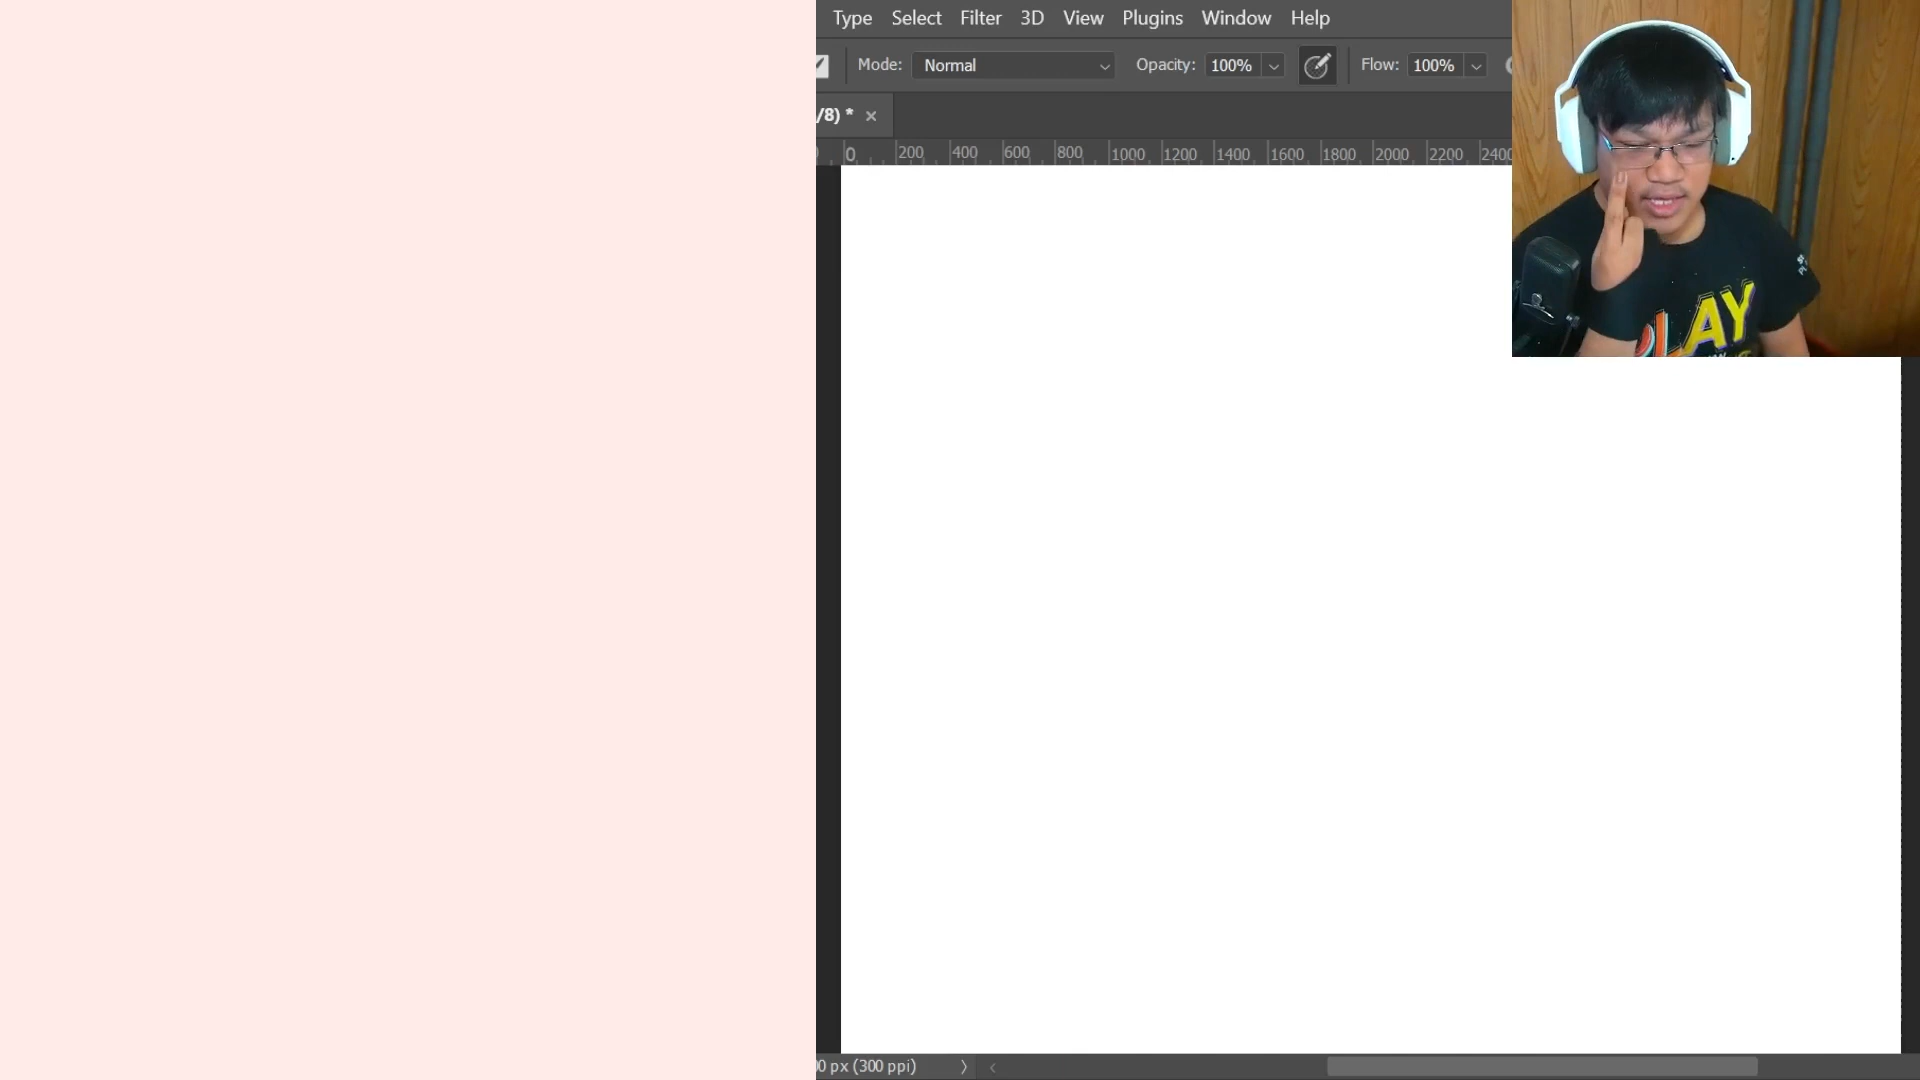 Type Select Filter 3D View Plugins Window Help
Mode: Normal Opacity: 100% Flow: 100%
/8) * ×
0 200 400 600 800 1000 1200 1400 1600 1800 2000 2200 2400
PLAY
0 px (300 ppi)